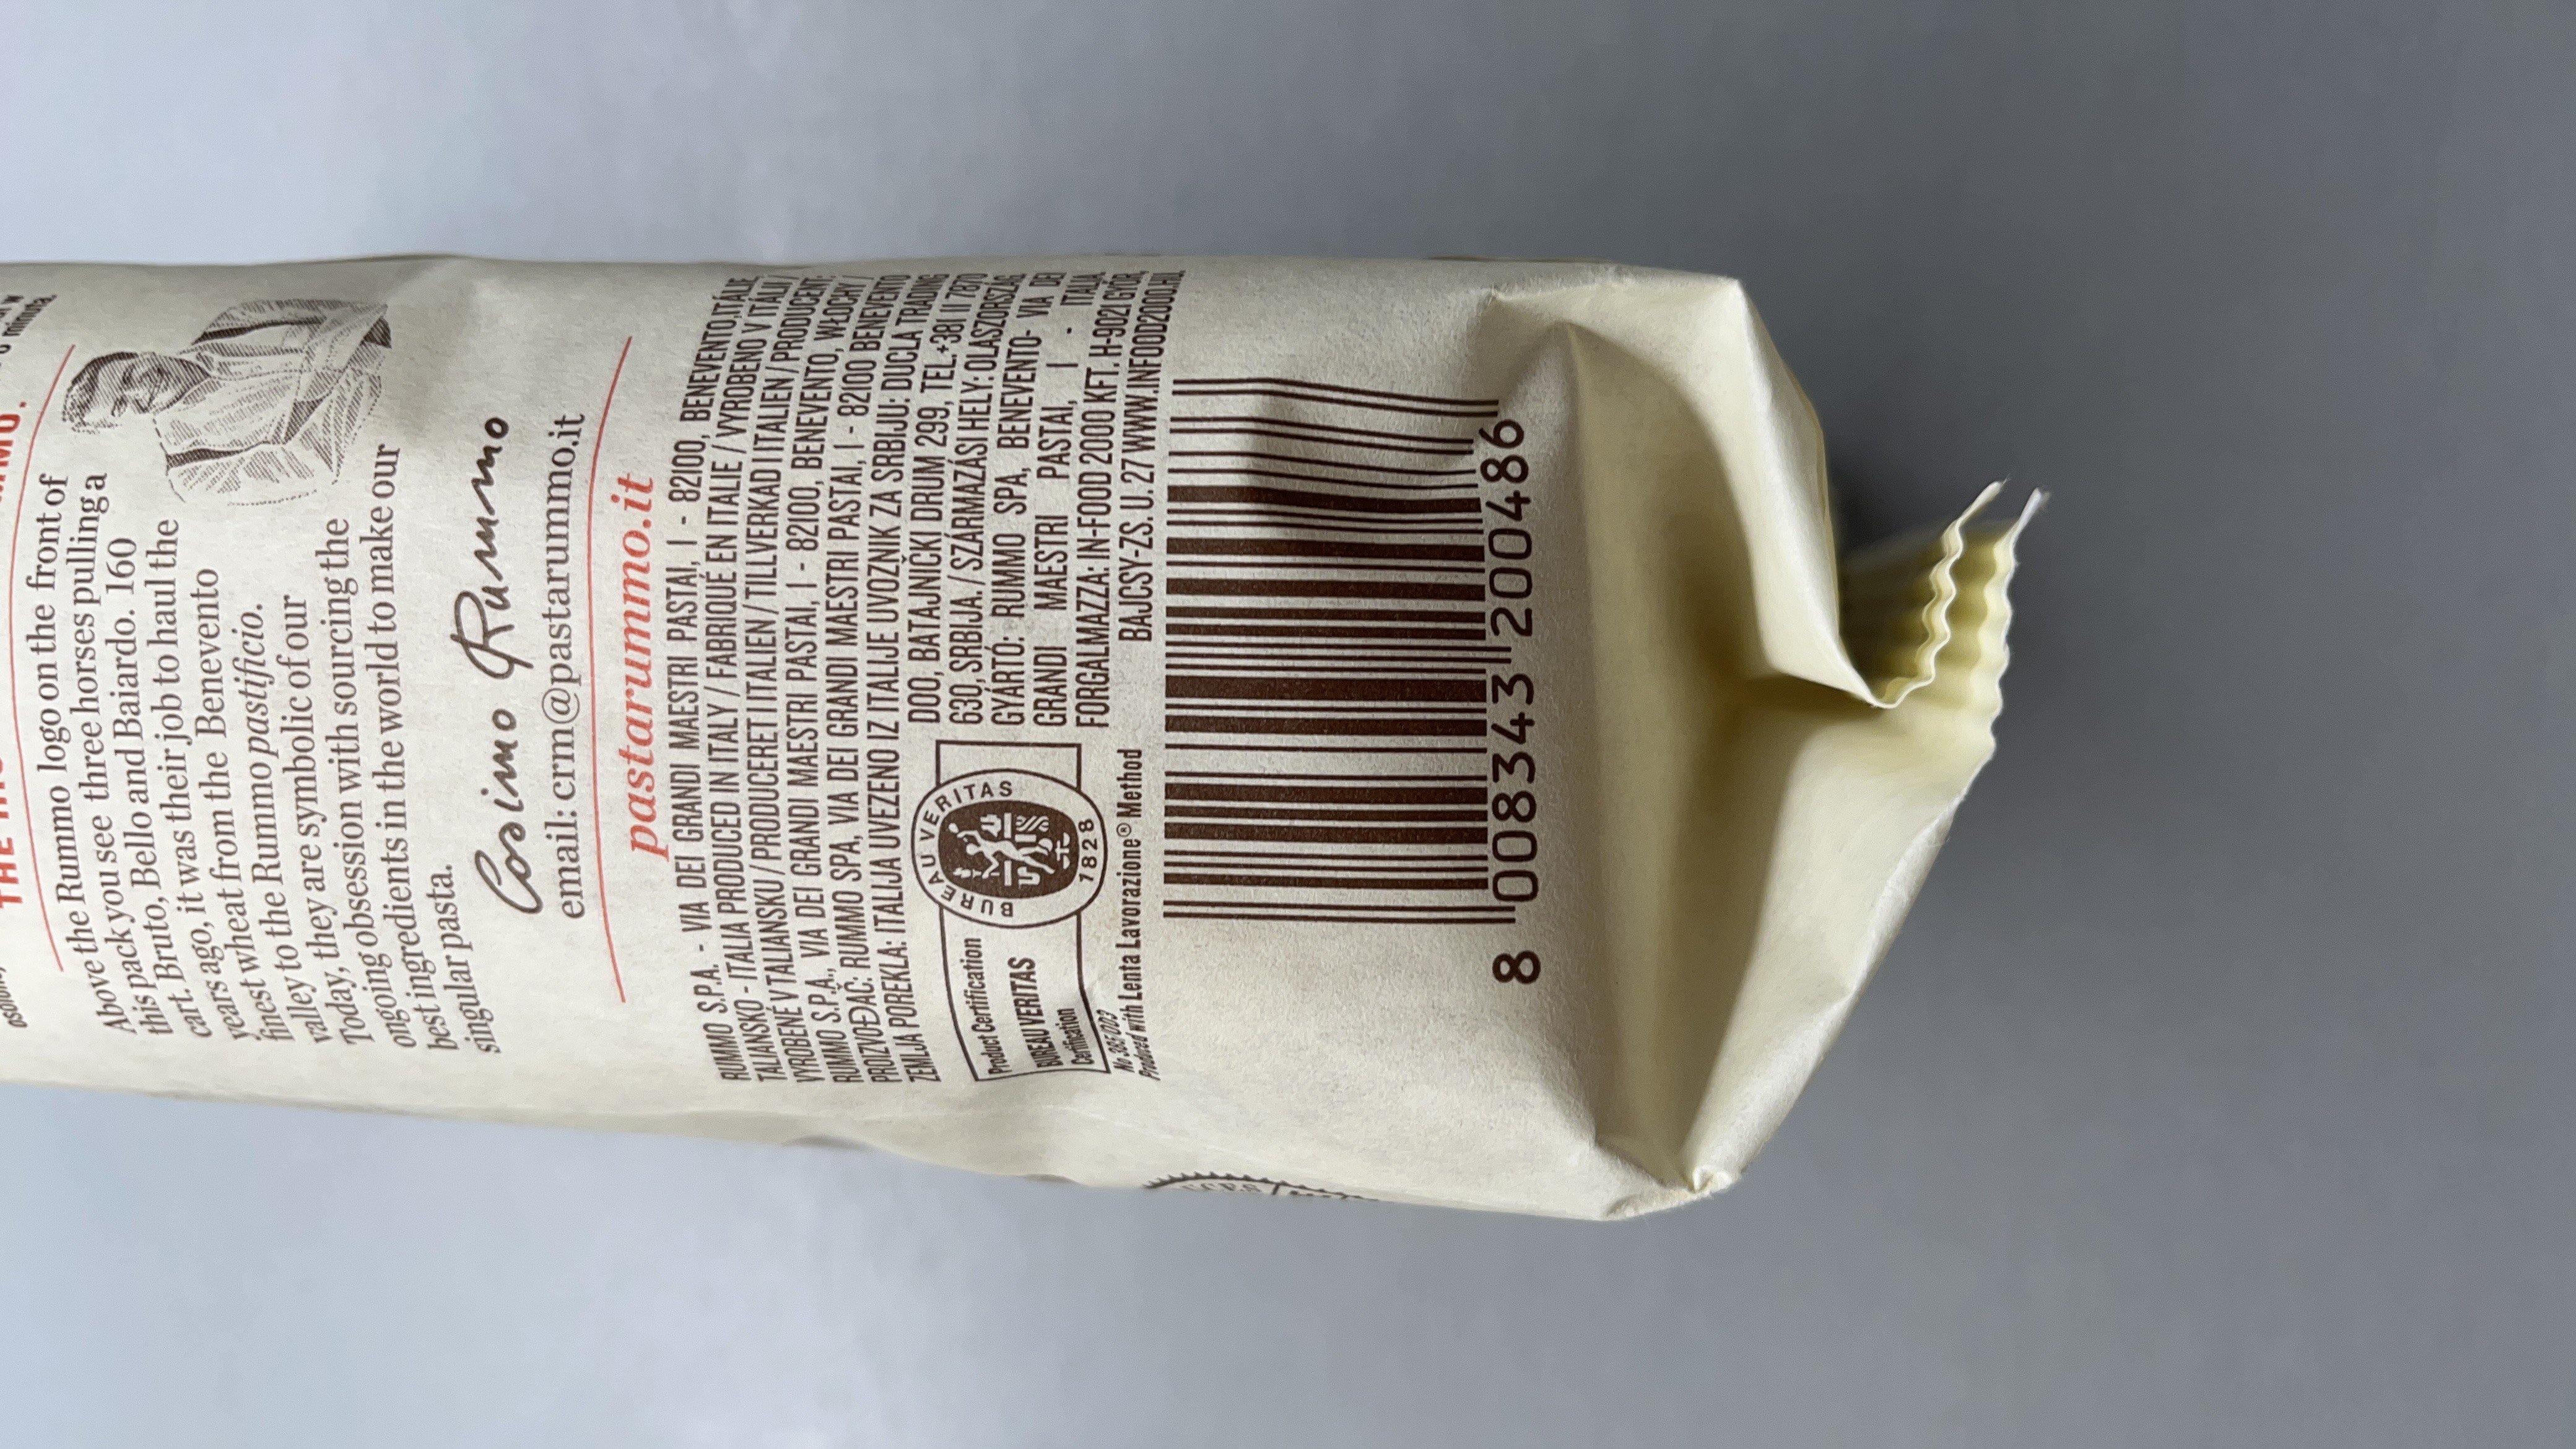 THE
minuta.
Above the Rummo logo on the front of
this pack you see three horses pulling a
cart. Bruto, Bello and Baiardo. 160
years ago, it was their job to haul the
finest wheat from the Benevento
valley to the Rummo pastificio.
Today, they are symbolic of our
ongoing obsession with sourcing the
best ingredients in the world to make our
singular pasta.
Cosimo Rummo
email: crm@pastarummo.it
pastarummo.it
RUMMO S.P.A. - VIA DEI GRANDI MAESTRI PASTAI, I - 82100, BENEVENTO, ITÁLIE
TALIANSKO - ITALIA PRODUCED IN ITALY / FABRIQUÉ EN ITALIE / VYROBENO V ITÁLII /
VYROBENÉ V TALIANSKU / PRODUCERET I ITALIEN / TILLVERKAD I ITALIEN / PRODUCENT:
RUMMO S.P.A., VIA DEI GRANDI MAESTRI PASTAI, I - 82100, BENEVENTO, WŁOCHY /
PROIZVOĐAČ: RUMMO SPA, VIA DEI GRANDI MAESTRI PASTAI, I - 82100 BENEVENTO
ZEMLJA POREKLA: ITALIJA UVEZENO IZ ITALIJE UVOZNIK ZA SRBIJU: DUCLA TRADING
DOO, BATAJNIČKI DRUM 299, TEL.+381 11 7870
630, SRBIJA. / SZÁRMAZÁSI HELY: OLASZORSZÁG
GYÁRTÓ: RUMMO SPA, BENEVENTO- VIA DEI
GRANDI MAESTRI PASTAI, I - ITALIA.
FORGALMAZZA: IN-FOOD 2000 KFT. H-9021 GYŐR,
BAJCSY-ZS. U. 27 WWW.INFOOD2000.HU.
Product Certification
BUREAU VERITAS
Certification
BUREAU VERITAS
1828
No 385-003
Produced with Lenta Lavorazione® Method
8 008343 200486